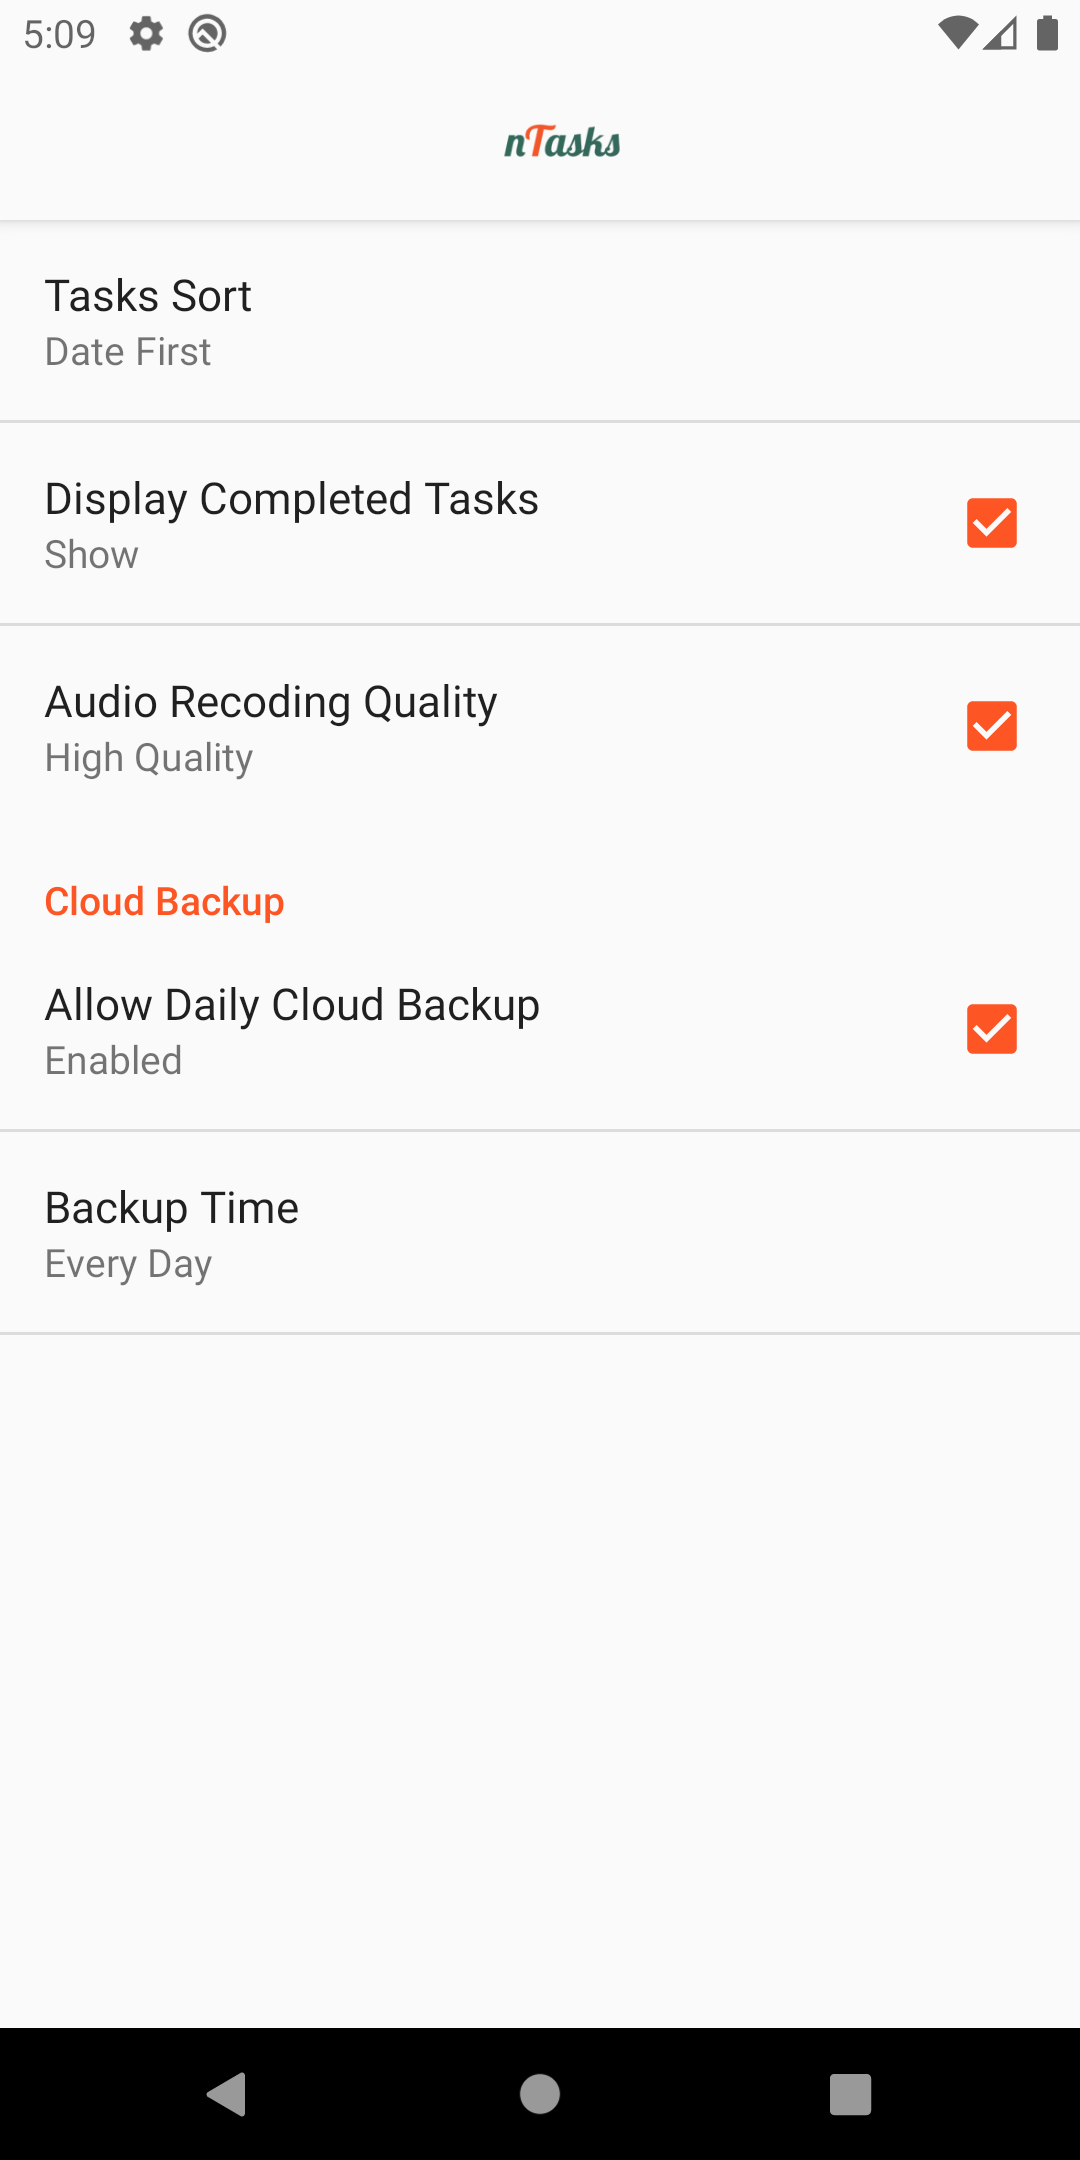 5:09
nTasks
Tasks Sort
Date First
Display Completed Tasks
Show
Audio Recoding Quality
High Quality
Cloud Backup
Allow Daily Cloud Backup
Enabled
Backup Time
Every Day